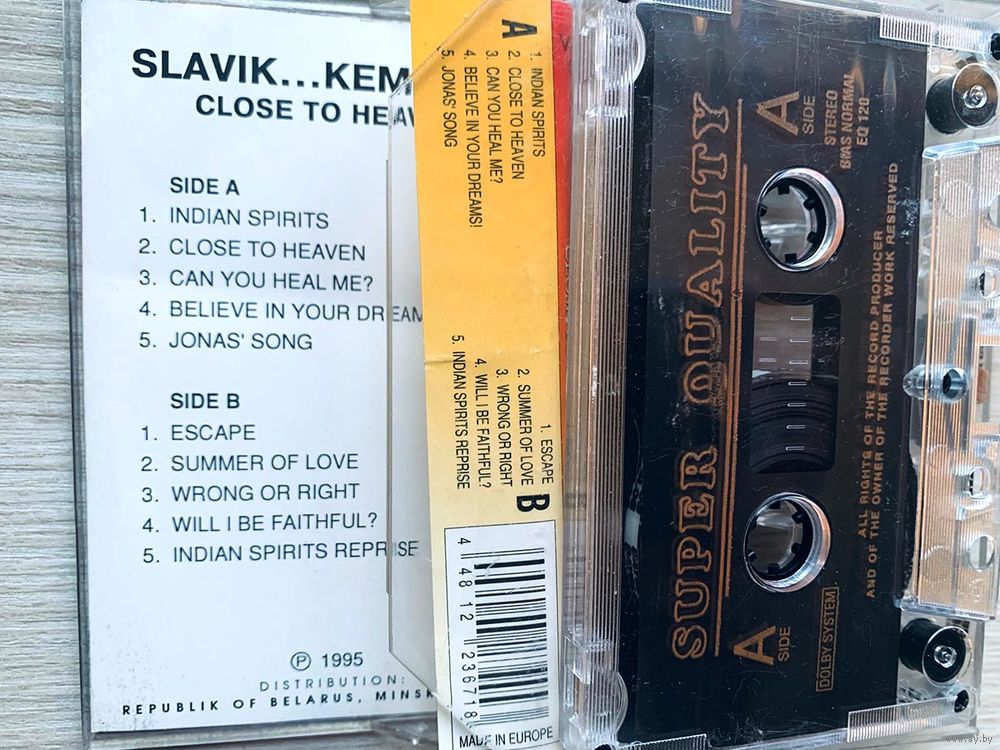 SLAVIK...KEM
CLOSE TO HEAV
SIDE A
1. INDIAN SPIRITS
2. CLOSE TO HEAVEN
3. CAN YOU HEAL ME?
4. BELIEVE IN YOUR DREAM
5. JONAS' SONG
SIDE B
1. ESCAPE
2. SUMMER OF LOVE
3. WRONG OR RIGHT
4. WILL I BE FAITHFUL?
5. INDIAN SPIRITS REPRISE
℗ 1995
DISTRIBUTION:
REPUBLIK OF BELARUS, MINSK
A
1. INDIAN SPIRITS
2. CLOSE TO HEAVEN
3. CAN YOU HEAL ME?
4. BELIEVE IN YOUR DREAMS!
5. JONAS' SONG
B
1. ESCAPE
2. SUMMER OF LOVE
3. WRONG OR RIGHT
4. WILL I BE FAITHFUL?
5. INDIAN SPIRITS REPRISE
4 48 12 236718
MADE IN EUROPE
SUPER QUALITY
A
SIDE
STEREO
BIAS NORMAL
EQ 120
A
SIDE
DOLBY SYSTEM
ALL RIGHTS OF THE RECORD PRODUCER
AND OF THE OWNER OF THE RECORDER WORK RESERVED